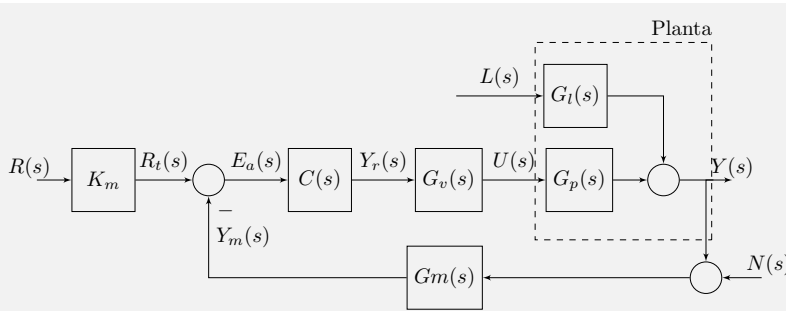 Planta
L(s)
G_l(s)
R(s)
K_m
R_t(s)
E_a(s)
C(s)
Y_r(s)
G_v(s)
U(s)
G_p(s)
Y(s)
−
Y_m(s)
Gm(s)
N(s)